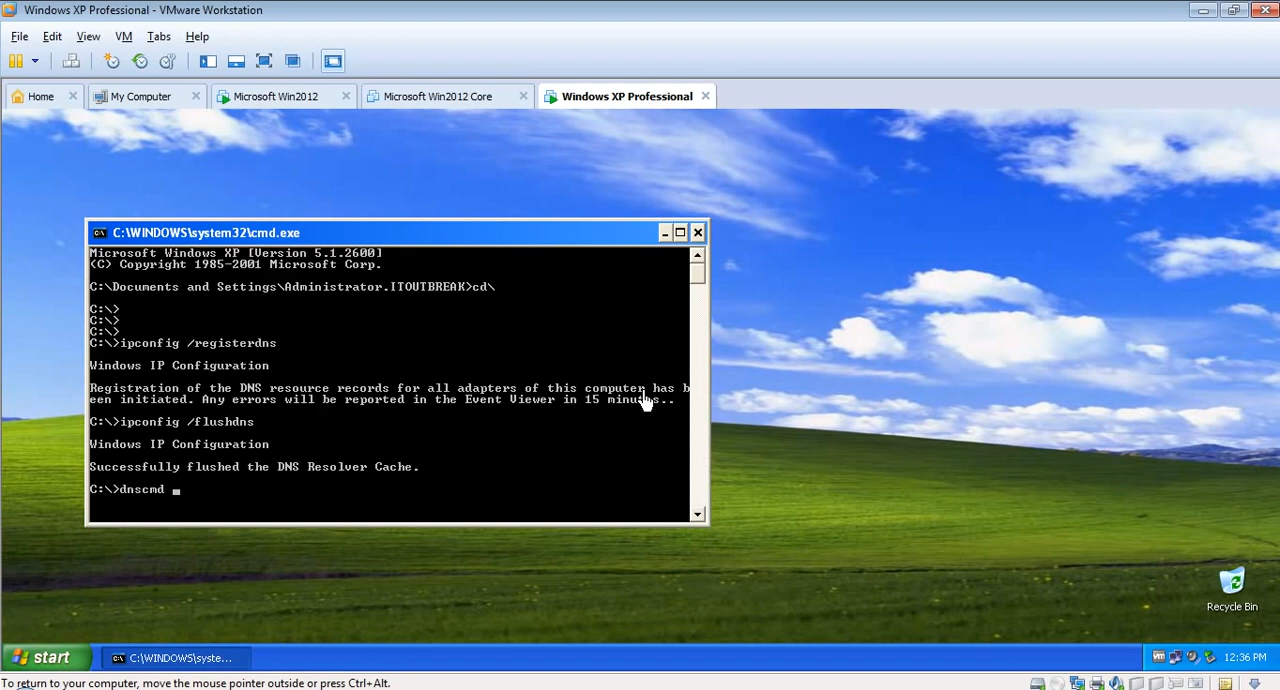 Windows XP Professional - VMware Workstation
File Edit View VM Tabs Help
Home My Computer Microsoft Win2012 Microsoft Win2012 Core Windows XP Professional
C:\WINDOWS\system32\cmd.exe
Microsoft Windows XP [Version 5.1.2600]
(C) Copyright 1985-2001 Microsoft Corp.
C:\Documents and Settings\Administrator.ITOUTBREAK>cd\
C:\>
C:\>
C:\>
C:\>ipconfig /registerdns
Windows IP Configuration
Registration of the DNS resource records for all adapters of this computer has b
een initiated. Any errors will be reported in the Event Viewer in 15 minutes..
C:\>ipconfig /flushdns
Windows IP Configuration
Successfully flushed the DNS Resolver Cache.
C:\>dnscmd
Recycle Bin
start C:\WINDOWS\syste... 12:36 PM
To return to your computer, move the mouse pointer outside or press Ctrl+Alt.